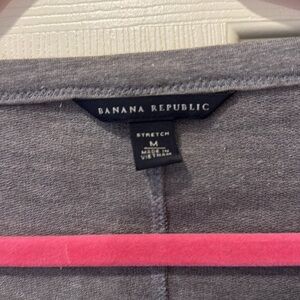 BANANA REPUBLIC
STRETCH
M
MADE IN
VIETNAM